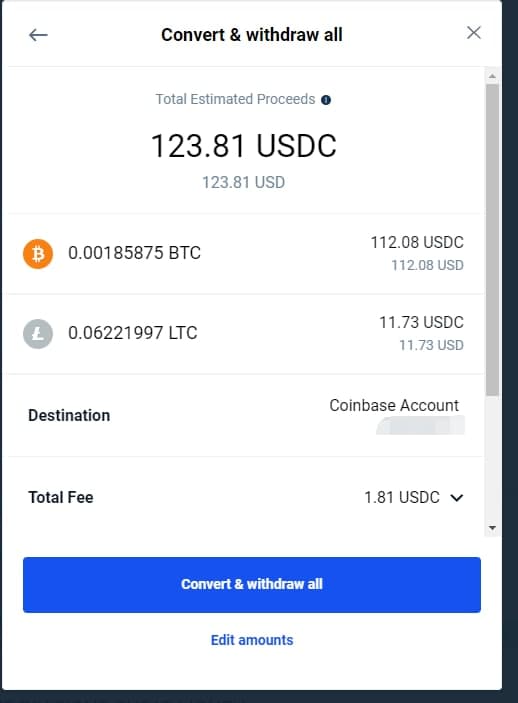 Convert & withdraw all
Total Estimated Proceeds
123.81 USDC
123.81 USD
0.00185875 BTC
112.08 USDC
112.08 USD
0.06221997 LTC
11.73 USDC
11.73 USD
Destination
Coinbase Account
Total Fee
1.81 USDC
Convert & withdraw all
Edit amounts